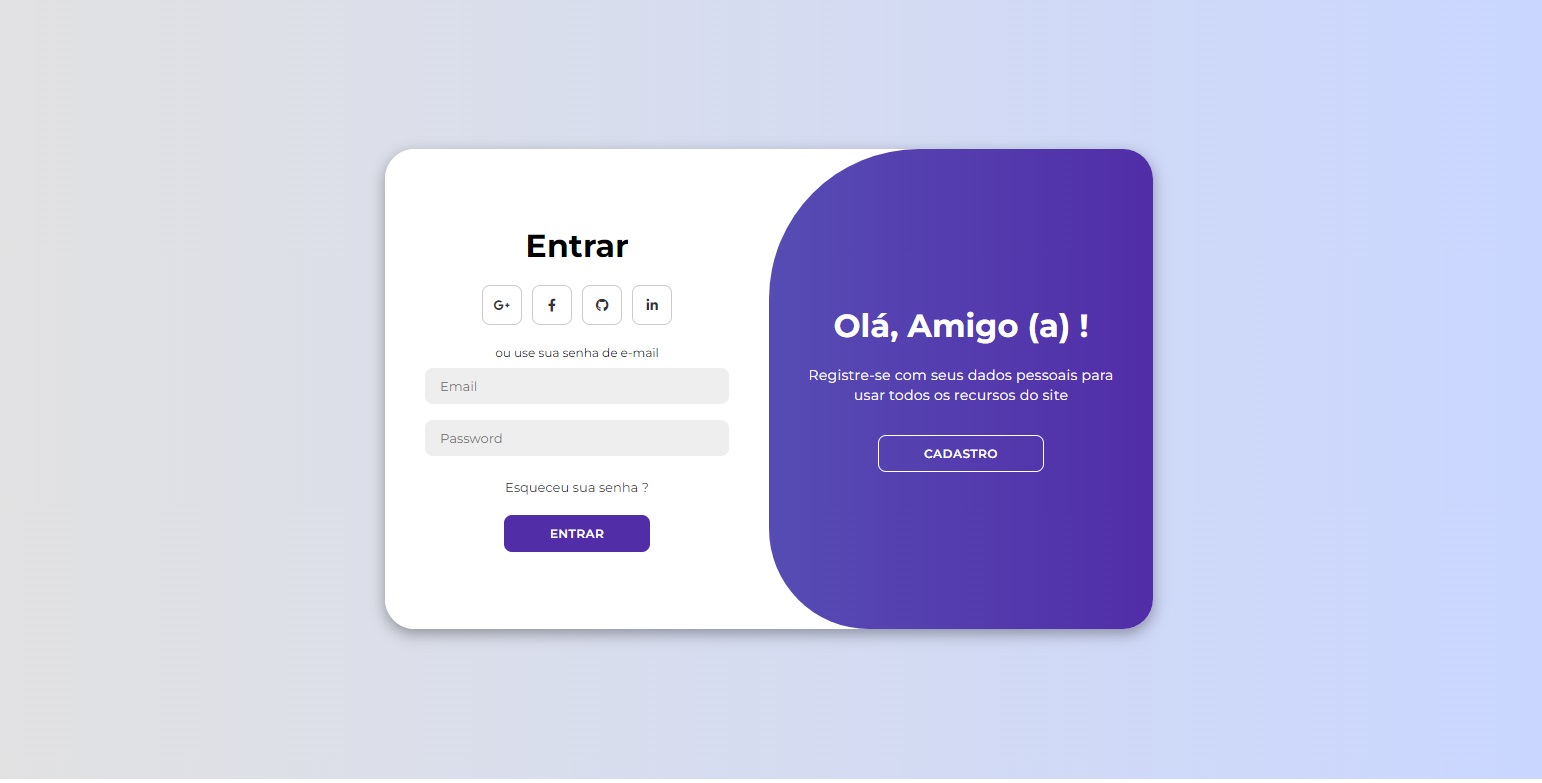 Entrar
G+
f
in
ou use sua senha de e-mail
Email
Password
Esqueceu sua senha ?
ENTRAR
Olá, Amigo (a) !
Registre-se com seus dados pessoais para
usar todos os recursos do site
CADASTRO